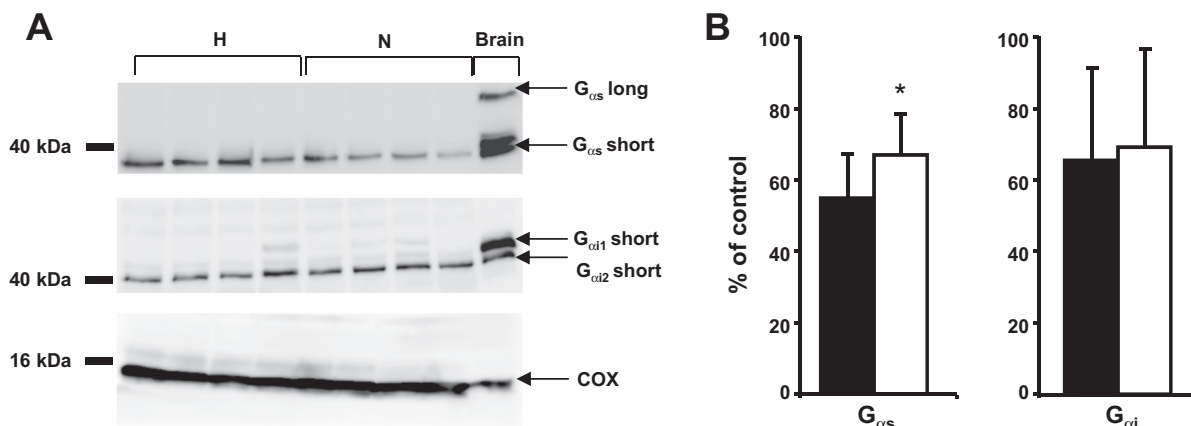 A
H
N
Brain
40 kDa
Gαs long
Gαs short
40 kDa
Gαi1 short
Gαi2 short
16 kDa
COX
B
% of control
100
80
60
40
20
0
*
Gαs
100
80
60
40
20
0
Gαi